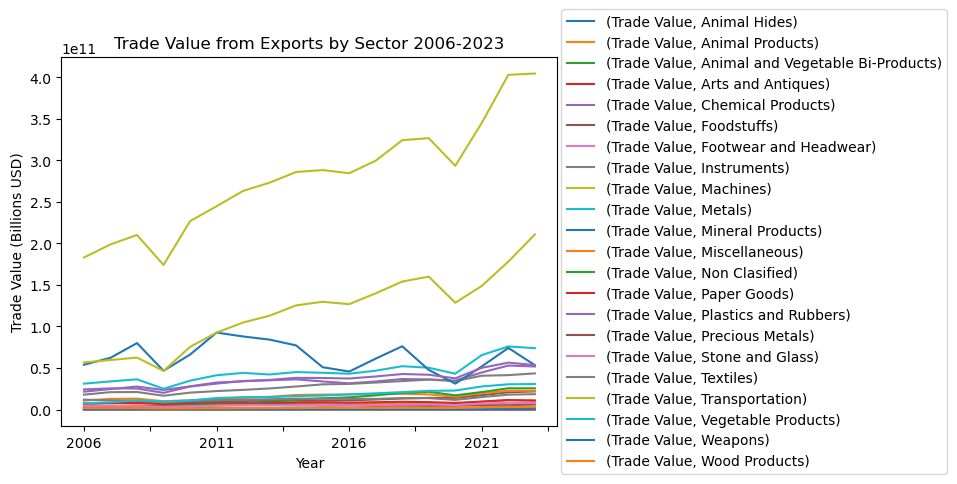 Trade Value from Exports by Sector 2006-2023
1e11
4.0
3.5
3.0
2.5
2.0
1.5
1.0
0.5
0.0
Trade Value (Billions USD)
2006
2011
2016
2021
Year
(Trade Value, Animal Hides)
(Trade Value, Animal Products)
(Trade Value, Animal and Vegetable Bi-Products)
(Trade Value, Arts and Antiques)
(Trade Value, Chemical Products)
(Trade Value, Foodstuffs)
(Trade Value, Footwear and Headwear)
(Trade Value, Instruments)
(Trade Value, Machines)
(Trade Value, Metals)
(Trade Value, Mineral Products)
(Trade Value, Miscellaneous)
(Trade Value, Non Clasified)
(Trade Value, Paper Goods)
(Trade Value, Plastics and Rubbers)
(Trade Value, Precious Metals)
(Trade Value, Stone and Glass)
(Trade Value, Textiles)
(Trade Value, Transportation)
(Trade Value, Vegetable Products)
(Trade Value, Weapons)
(Trade Value, Wood Products)